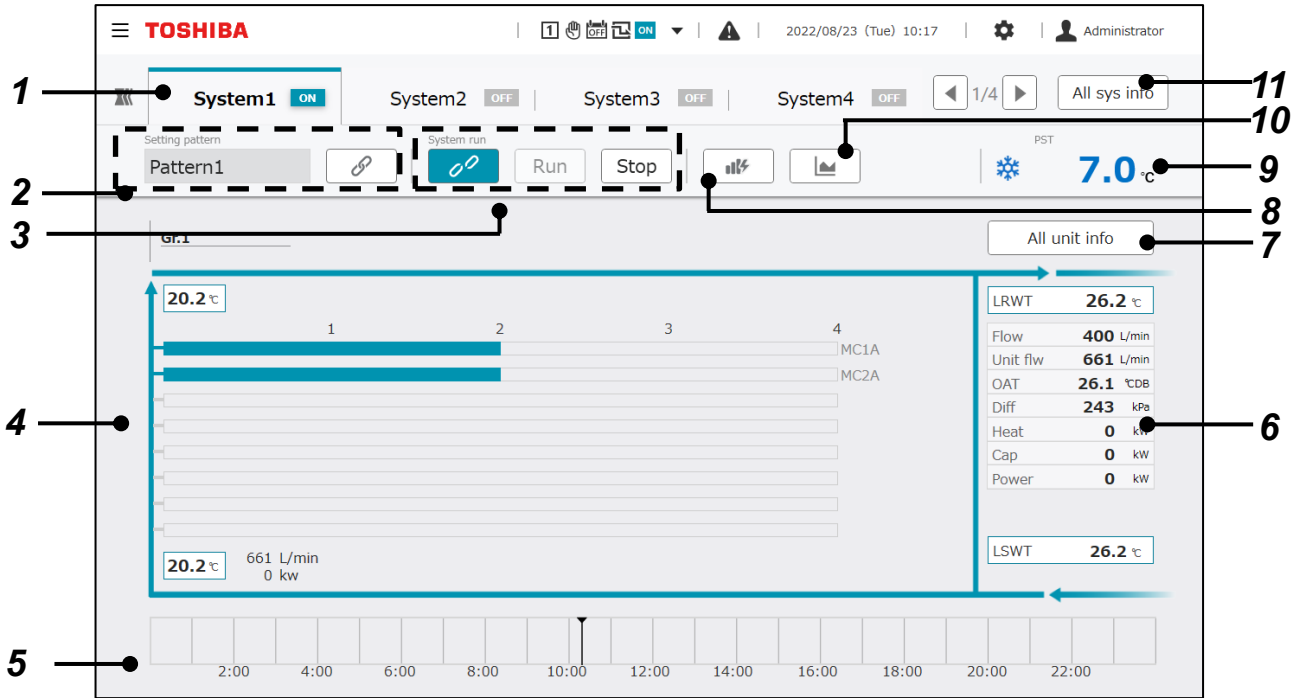 TOSHIBA 1 OFF ON 2022/08/23 (Tue) 10:17 Administrator
1 System1 ON System2 OFF System3 OFF System4 OFF 1/4 All sys info 11
10
Setting pattern System run PST
2 Pattern1 Run Stop 7.0 ℃ 9
8
3 Gr.1 All unit info 7
20.2 ℃ LRWT 26.2 ℃
1 2 3 4
MC1A Flow 400 L/min
Unit flw 661 L/min
MC2A OAT 26.1 ℃DB
Diff 243 kPa
4 Heat 0 kW 6
Cap 0 kW
Power 0 kW
20.2 ℃ 661 L/min LSWT 26.2 ℃
0 kw
5 2:00 4:00 6:00 8:00 10:00 12:00 14:00 16:00 18:00 20:00 22:00